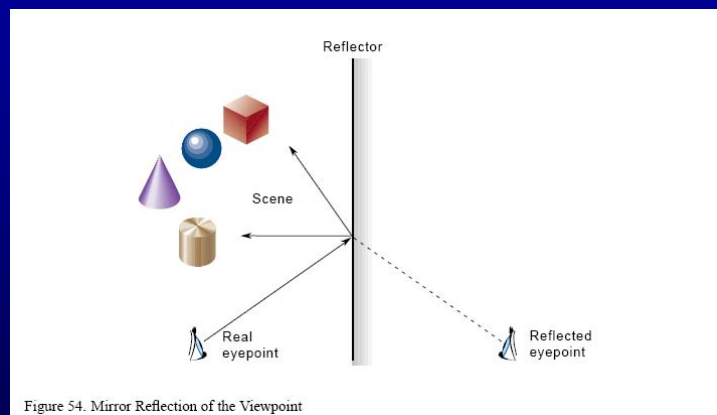 Reflector
Scene
Real
eyepoint
Reflected
eyepoint
Figure 54. Mirror Reflection of the Viewpoint